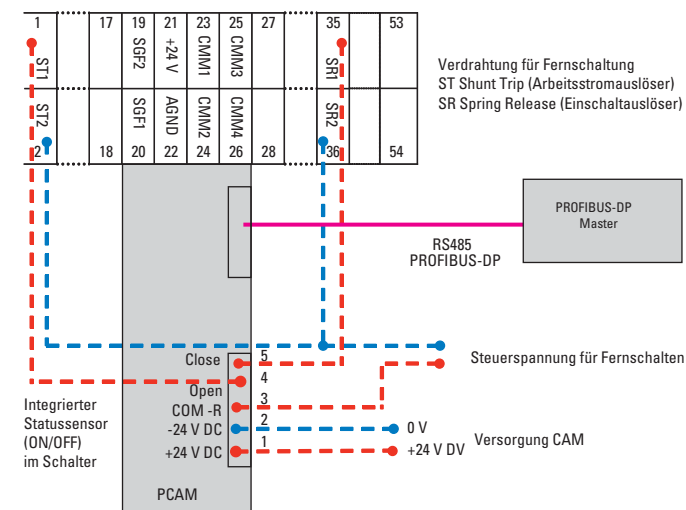 1 17 19 21 23 25 27 35 53
ST1 SGF2 +24 V CMM1 CMM3 SR1
ST2 SGF1 AGND CMM2 CMM4 SR2
2 18 20 22 24 26 28 36 54
Verdrahtung für Fernschaltung
ST Shunt Trip (Arbeitsstromauslöser)
SR Spring Release (Einschaltauslöser)
PROFIBUS-DP
Master
RS485
PROFIBUS-DP
Close 5
Steuerspannung für Fernschalten
4
Open
COM -R 3
-24 V DC 2 0 V
+24 V DC 1 +24 V DV
Versorgung CAM
Integrierter
Statussensor
(ON/OFF)
im Schalter
PCAM